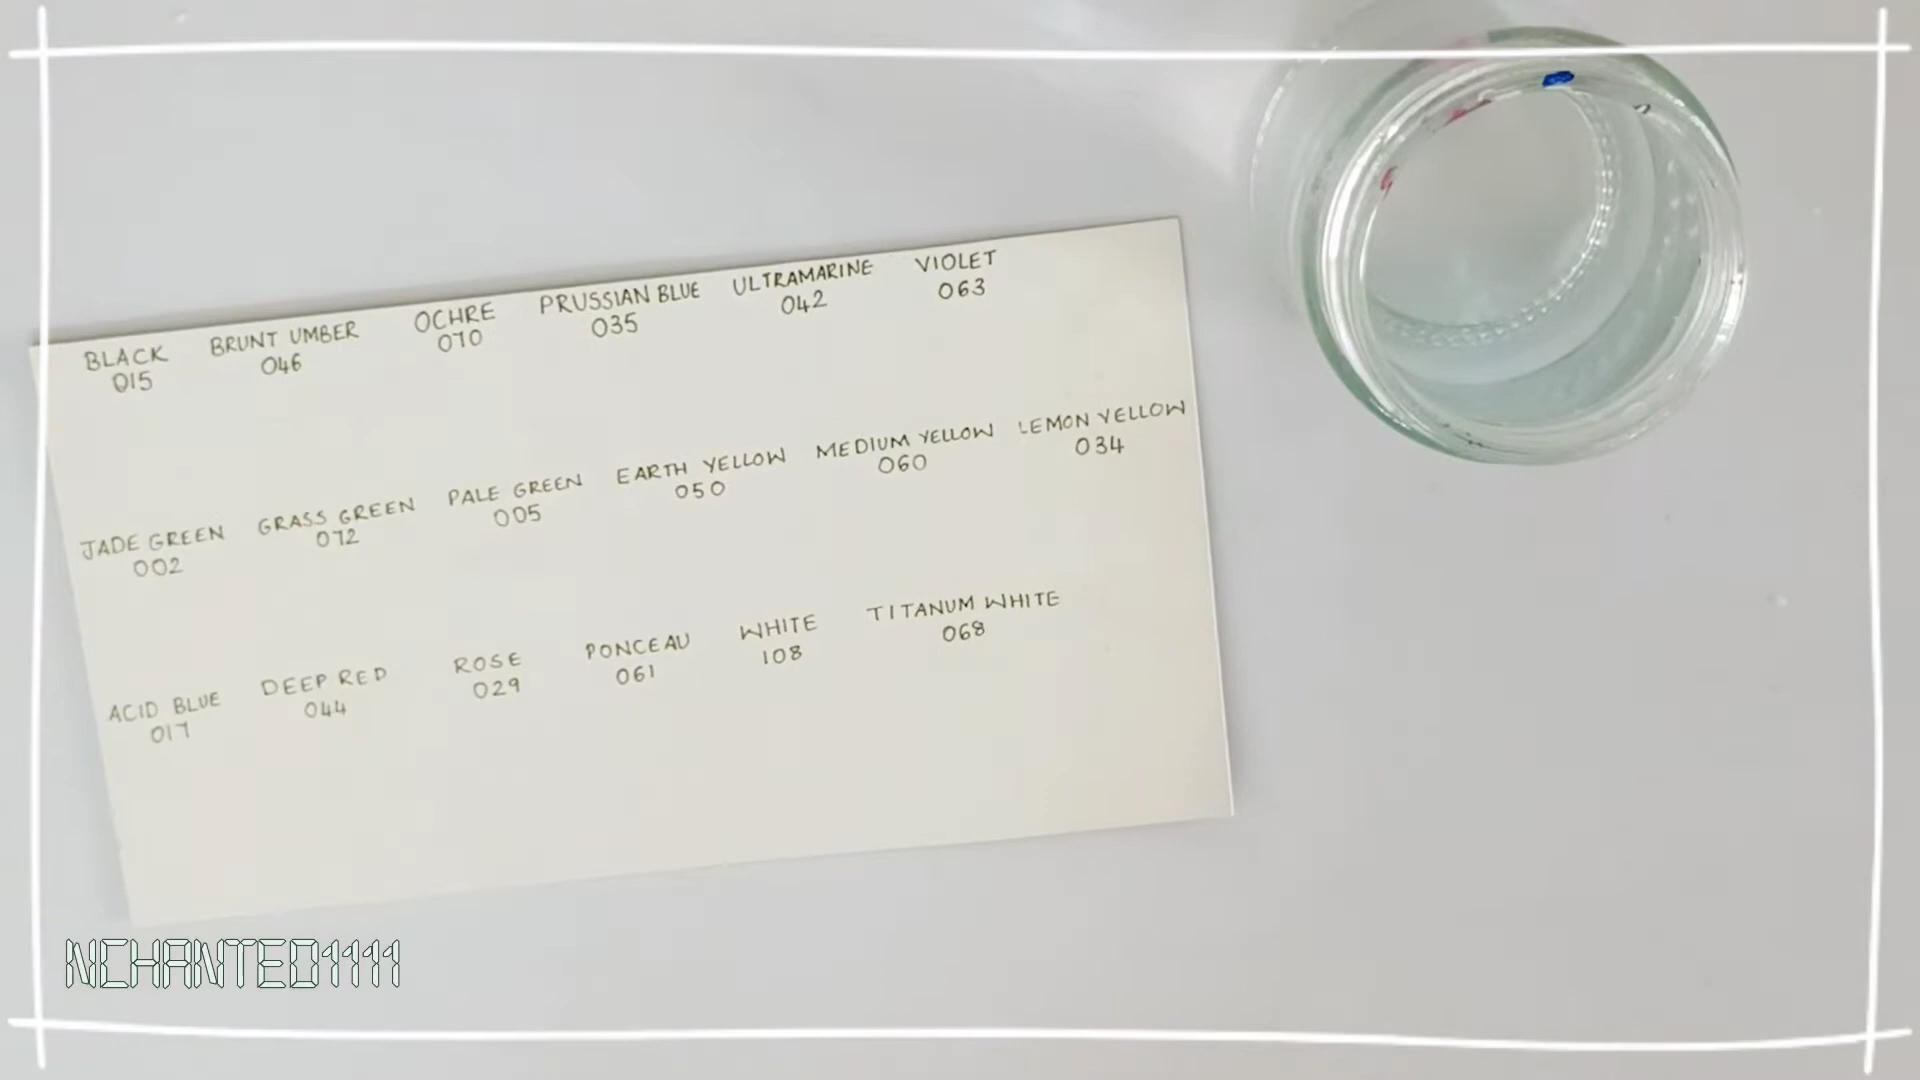 BLACK BRUNT UMBER OCHRE PRUSSIAN BLUE ULTRAMARINE VIOLET
015 046 070 035 042 063
JADE GREEN GRASS GREEN PALE GREEN EARTH YELLOW MEDIUM YELLOW LEMON YELLOW
002 072 005 050 060 034
ACID BLUE DEEP RED ROSE PONCEAU WHITE TITANUM WHITE
017 044 029 061 108 068
NCHANTED1111